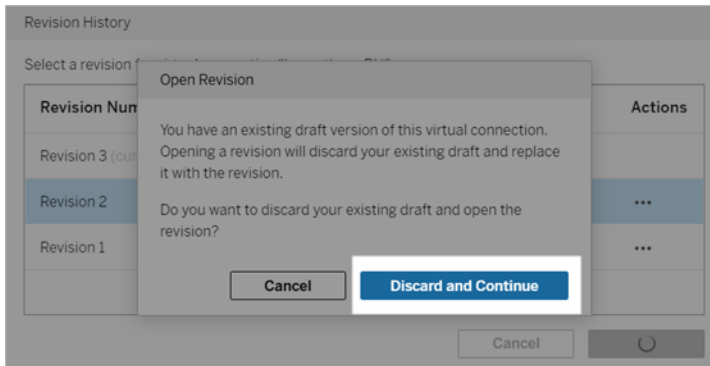 Revision History
Select a revision
Open Revision
Revision Num
Actions
You have an existing draft version of this virtual connection.
Opening a revision will discard your existing draft and replace
it with the revision.
Revision 3 (cur
Revision 2
•••
Do you want to discard your existing draft and open the
revision?
Revision 1
•••
Cancel
Discard and Continue
Cancel